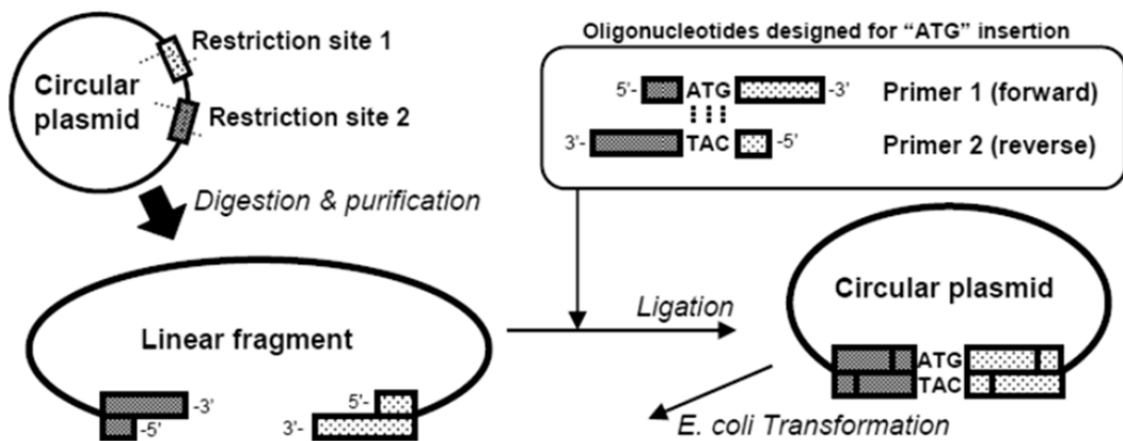 Restriction site 1
Circular
plasmid
Restriction site 2
Digestion & purification
Oligonucleotides designed for “ATG” insertion
5'- ATG -3' Primer 1 (forward)
3'- TAC -5' Primer 2 (reverse)
Linear fragment
-3'
-5'
5'-
3'-
Ligation
Circular plasmid
ATG
TAC
E. coli Transformation